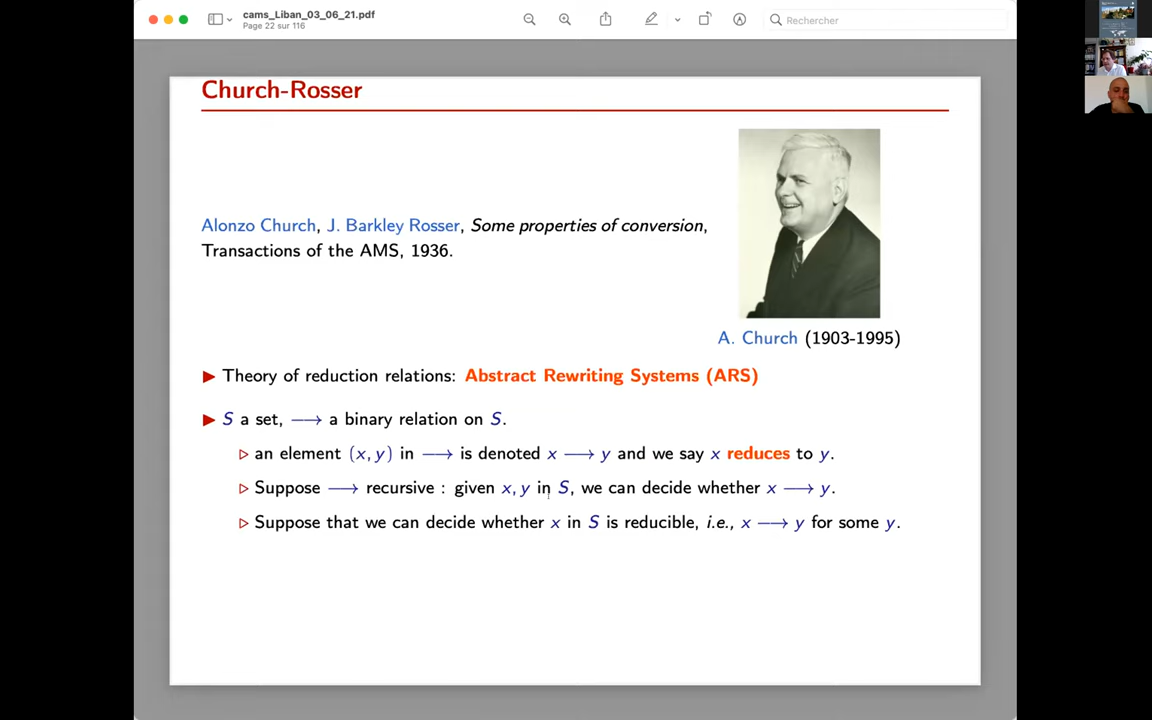 cams_Liban_03_06_21.pdf
Page 22 sur 116
Rechercher
Church-Rosser
Alonzo Church, J. Barkley Rosser, Some properties of conversion,
Transactions of the AMS, 1936.
A. Church (1903-1995)
▶ Theory of reduction relations: Abstract Rewriting Systems (ARS)
▶ S a set, ⟶ a binary relation on S.
▷ an element (x, y) in ⟶ is denoted x ⟶ y and we say x reduces to y.
▷ Suppose ⟶ recursive : given x, y in S, we can decide whether x ⟶ y.
▷ Suppose that we can decide whether x in S is reducible, i.e., x ⟶ y for some y.